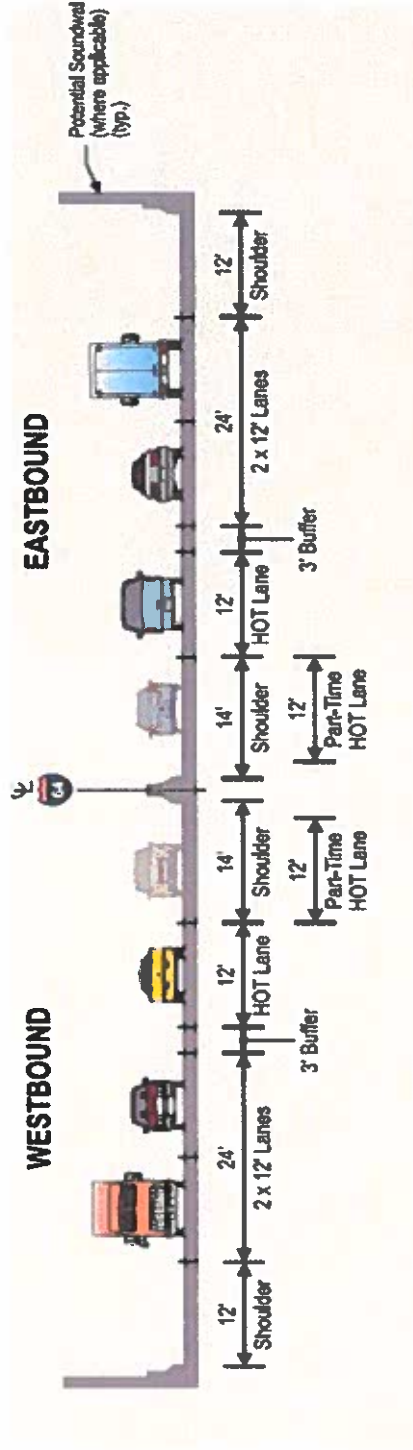 WESTBOUND
EASTBOUND
℄
64
Potential Soundwall
(where applicable)
(typ.)
12'
Shoulder
24'
2 x 12' Lanes
3' Buffer
12'
HOT Lane
14'
Shoulder
12'
Part-Time
HOT Lane
14'
Shoulder
12'
Part-Time
HOT Lane
12'
HOT Lane
3' Buffer
24'
2 x 12' Lanes
12'
Shoulder